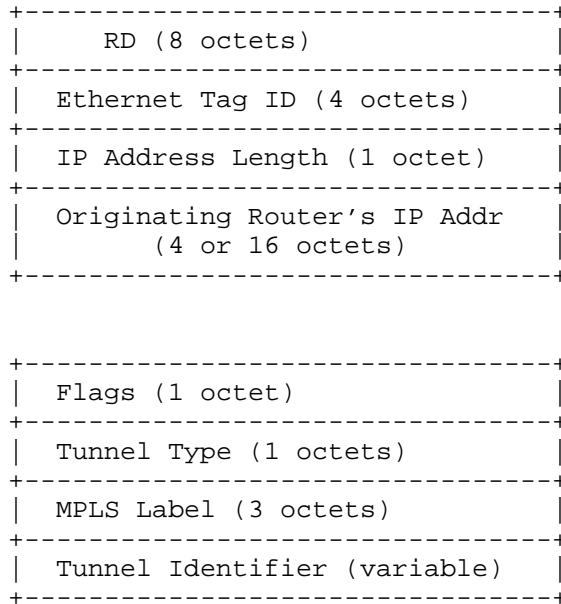 RD (8 octets)
Ethernet Tag ID (4 octets)
IP Address Length (1 octet)
Originating Router's IP Addr
(4 or 16 octets)
Flags (1 octet)
Tunnel Type (1 octets)
MPLS Label (3 octets)
Tunnel Identifier (variable)